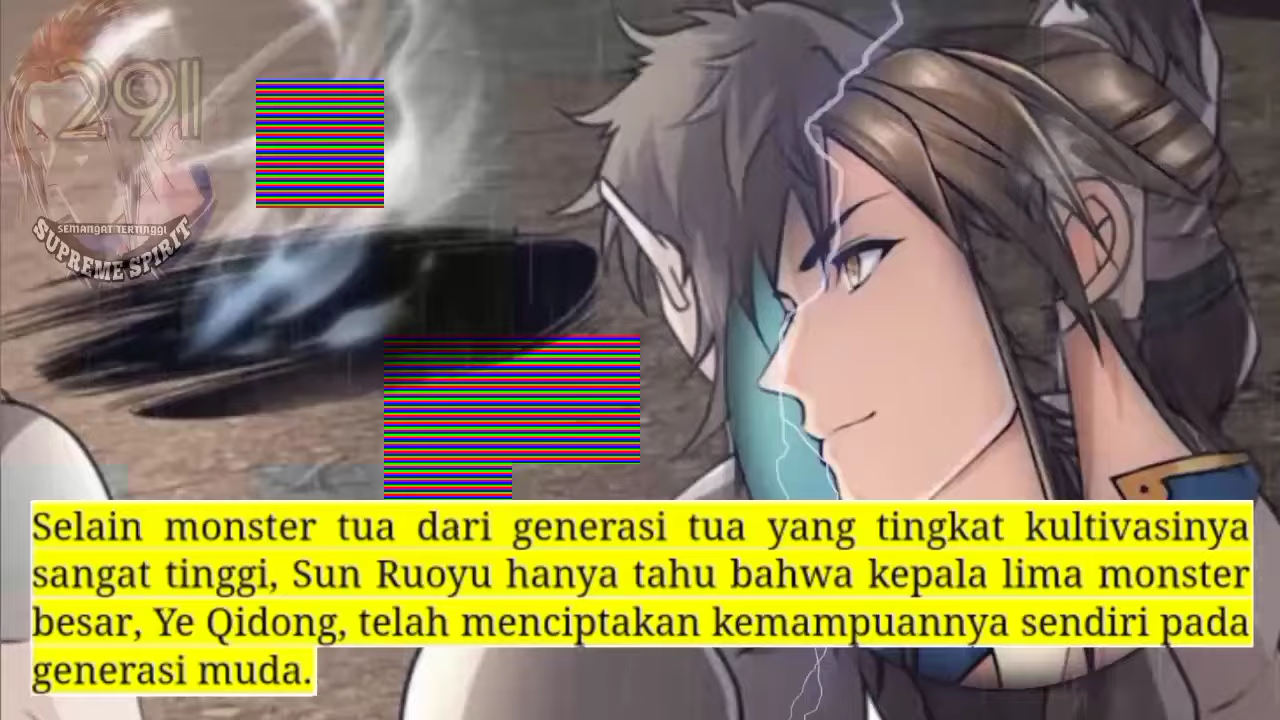 291
SEMANGAT TERTINGGI
SUPREME SPIRIT
Selain monster tua dari generasi tua yang tingkat kultivasinya
sangat tinggi, Sun Ruoyu hanya tahu bahwa kepala lima monster
besar, Ye Qidong, telah menciptakan kemampuannya sendiri pada
generasi muda.